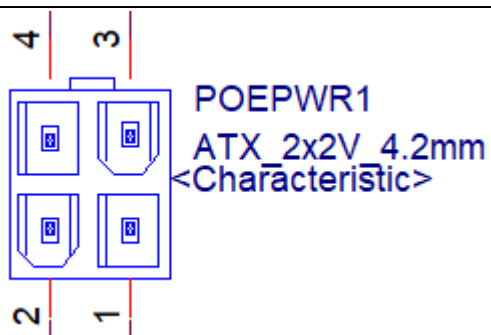 4 3
POEPWR1
ATX_2x2V_4.2mm
<Characteristic>
2 1